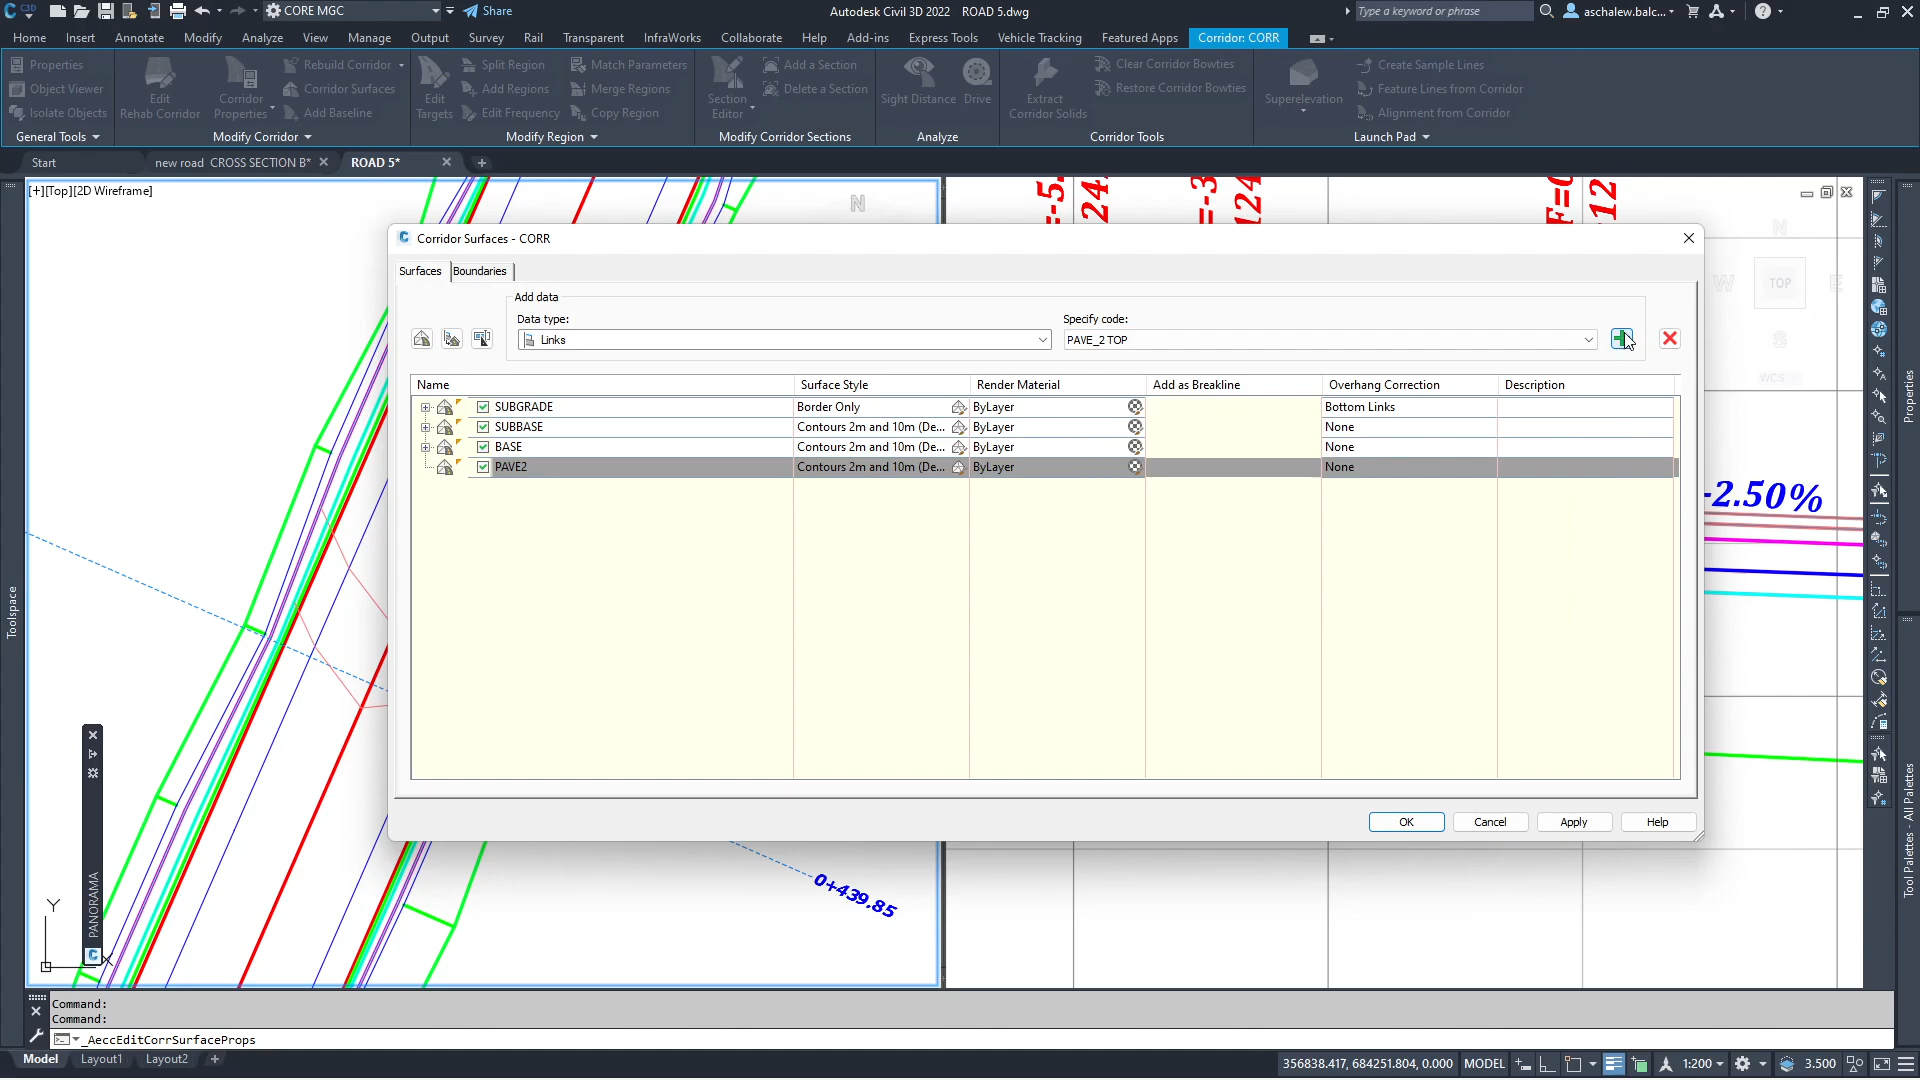 C3D
CORE MGC
Share
Autodesk Civil 3D 2022 ROAD 5.dwg
Type a keyword or phrase
aschalew.balc...
Home Insert Annotate Modify Analyze View Manage Output Survey Rail Transparent InfraWorks Collaborate Help Add-ins Express Tools Vehicle Tracking Featured Apps Corridor: CORR
Properties
Object Viewer
Isolate Objects
General Tools
Edit
Rehab Corridor
Corridor
Properties
Rebuild Corridor
Corridor Surfaces
Add Baseline
Modify Corridor
Edit
Targets
Split Region
Add Regions
Edit Frequency
Match Parameters
Merge Regions
Copy Region
Modify Region
Section
Editor
Add a Section
Delete a Section
Modify Corridor Sections
Sight Distance
Drive
Analyze
Extract
Corridor Solids
Clear Corridor Bowties
Restore Corridor Bowties
Corridor Tools
Superelevation
Create Sample Lines
Feature Lines from Corridor
Alignment from Corridor
Launch Pad
Start
new road CROSS SECTION B*
ROAD 5*
[+][Top][2D Wireframe]
N
=-5.
24.
=-3
124
F=0
+12
N
W
TOP
E
S
WCS
Corridor Surfaces - CORR
Surfaces
Boundaries
Add data
Data type:
Links
Specify code:
PAVE_2 TOP
Name Surface Style Render Material Add as Breakline Overhang Correction Description
SUBGRADE Border Only ByLayer Bottom Links
SUBBASE Contours 2m and 10m (De... ByLayer None
BASE Contours 2m and 10m (De... ByLayer None
PAVE2 Contours 2m and 10m (De... ByLayer None
OK
Cancel
Apply
Help
-2.50%
0+439.85
Toolspace
PANORAMA
Properties
Tool Palettes - All Palettes
Y
X
Command:
Command:
_AeccEditCorrSurfaceProps
Model
Layout1
Layout2
356838.417, 684251.804, 0.000
MODEL
1:200
3.500